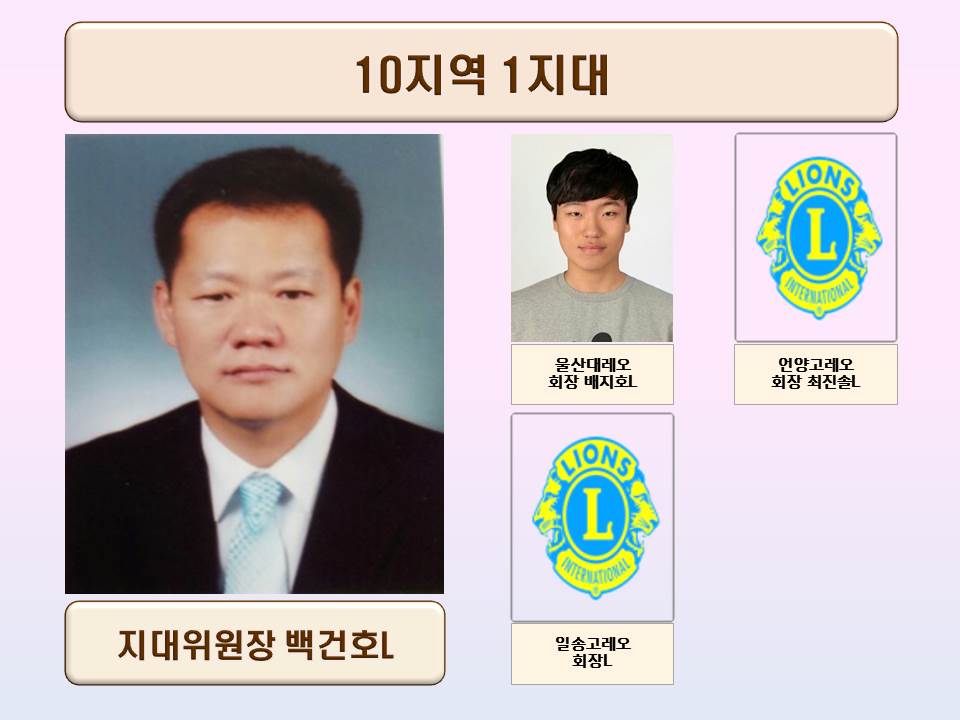 10지역 1지대
울산대레오
회장 배지호L
언양고레오
회장 최진솔L
LIONS
L
INTERNATIONAL
LIONS
L
INTERNATIONAL
일송고레오
회장L
지대위원장 백건호L